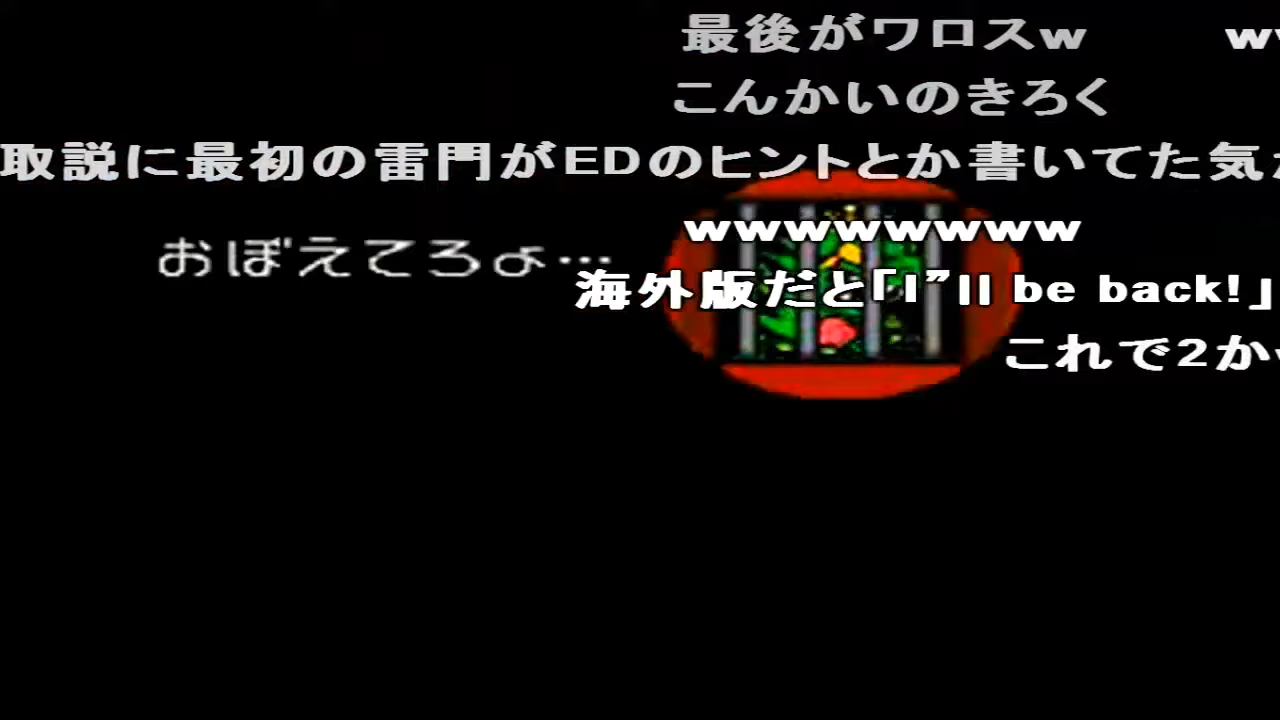 最後がワロスw
こんかいのきろく
取説に最初の雷門がEDのヒントとか書いてた気
おぼえてろよ…
wwwwwwwww
海外版だと「I"ll be back!」
これで2か